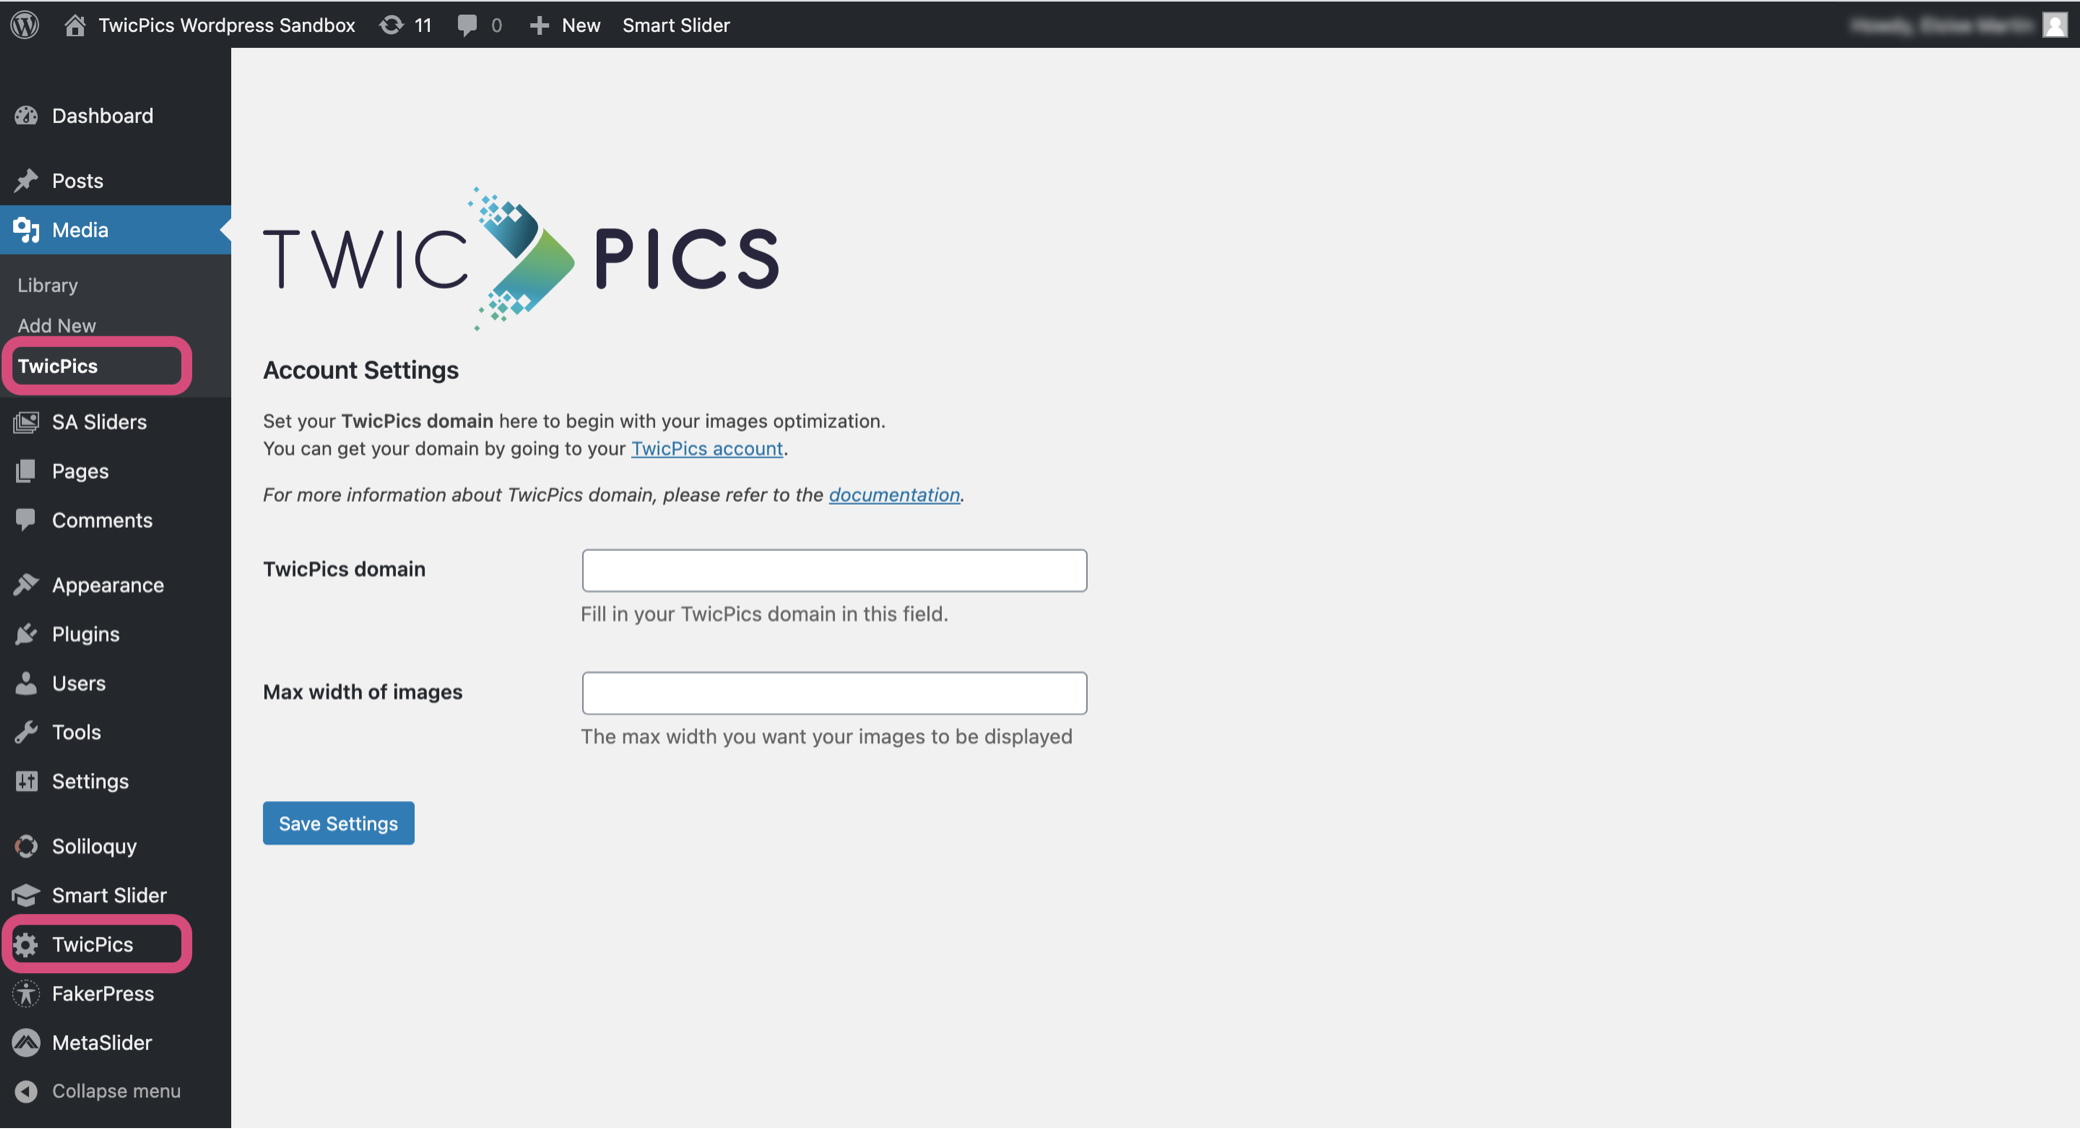 TwicPics Wordpress Sandbox 11 0 New Smart Slider
Dashboard
Posts
Media
Library
Add New
TwicPics
SA Sliders
Pages
Comments
Appearance
Plugins
Users
Tools
Settings
Soliloquy
Smart Slider
TwicPics
FakerPress
MetaSlider
Collapse menu
TWIC PICS
Account Settings
Set your TwicPics domain here to begin with your images optimization.
You can get your domain by going to your TwicPics account.
For more information about TwicPics domain, please refer to the documentation.
TwicPics domain
Fill in your TwicPics domain in this field.
Max width of images
The max width you want your images to be displayed
Save Settings